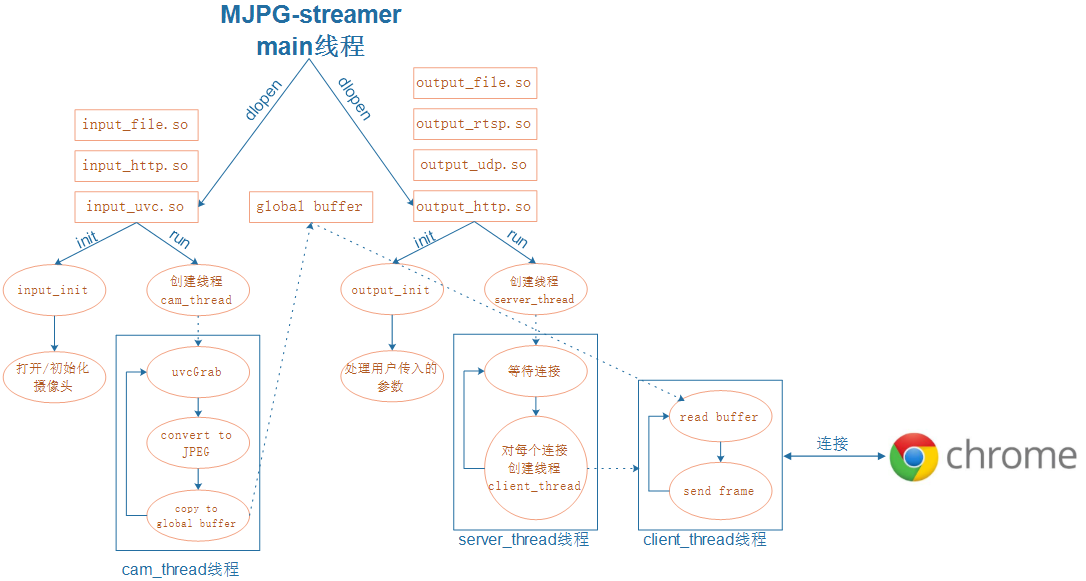 MJPG-streamer
main线程
dlopen
dlopen
input_file.so
input_http.so
input_uvc.so
global buffer
output_file.so
output_rtsp.so
output_udp.so
output_http.so
init
run
init
run
input_init
创建线程
cam_thread
output_init
创建线程
server_thread
打开/初始化
摄像头
uvcGrab
convert to
JPEG
copy to
global buffer
cam_thread线程
处理用户传入的
参数
等待连接
对每个连接
创建线程
client_thread
server_thread线程
read buffer
send frame
client_thread线程
连接
chrome